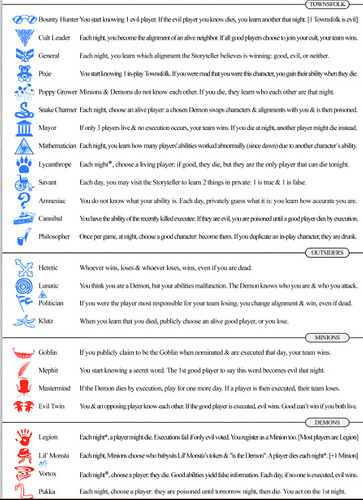 TOWNSFOLK
Bounty Hunter You start knowing 1 evil player. If the evil player you know dies, you learn another that night. [1 Townsfolk is evil]
Cult Leader Each night, you become the alignment of an alive neighbor. If all good players choose to join your cult, your team wins.
General Each night, you learn which alignment the Storyteller believes is winning: good, evil, or neither.
Pixie You start knowing 1 in-play Townsfolk. If you were mad that you were this character, you gain their ability when they die.
Poppy Grower Minions & Demons do not know each other. If you die, they learn who each other are that night.
Snake Charmer Each night, choose an alive player: a chosen Demon swaps characters & alignments with you & is then poisoned.
Mayor If only 3 players live & no execution occurs, your team wins. If you die at night, another player might die instead.
Mathematician Each night, you learn how many players' abilities worked abnormally (since dawn) due to another character's ability.
Lycanthrope Each night*, choose a living player: if good, they die, but they are the only player that can die tonight.
Savant Each day, you may visit the Storyteller to learn 2 things in private: 1 is true & 1 is false.
Amnesiac You do not know what your ability is. Each day, privately guess what it is: you learn how accurate you are.
Cannibal You have the ability of the recently killed executee. If they are evil, you are poisoned until a good player dies by execution.
Philosopher Once per game, at night, choose a good character: become them. If you duplicate an in-play character, they are drunk.
OUTSIDERS
Heretic Whoever wins, loses & whoever loses, wins, even if you are dead.
Lunatic You think you are a Demon, but your abilities malfunction. The Demon knows who you are & who you attack.
Politician If you were the player most responsible for your team losing, you change alignment & win, even if dead.
Klutz When you learn that you died, publicly choose an alive good player, or you lose.
MINIONS
Goblin If you publicly claim to be the Goblin when nominated & are executed that day, your team wins.
Mephit You start knowing a secret word. The 1st good player to say this word becomes evil that night.
Mastermind If the Demon dies by execution, play for one more day. If a player is then executed, their team loses.
Evil Twin You & an opposing player know each other. If the good player is executed, evil wins. Good can't win if you both live.
DEMONS
Legion Each night*, a player might die. Executions fail if only evil voted. You register as a Minion too. [Most players are Legion]
Lil' Monsta Each night, Minions choose who babysits Lil' Monsta's token & "is the Demon". A player dies each night*. [+1 Minion]
Vortox Each night*, choose a player: they die. Good abilities yield false information. Each day, if no-one is executed, evil wins.
Pukka Each night, choose a player: they are poisoned until tomorrow night, then die. You act on the 1st night.